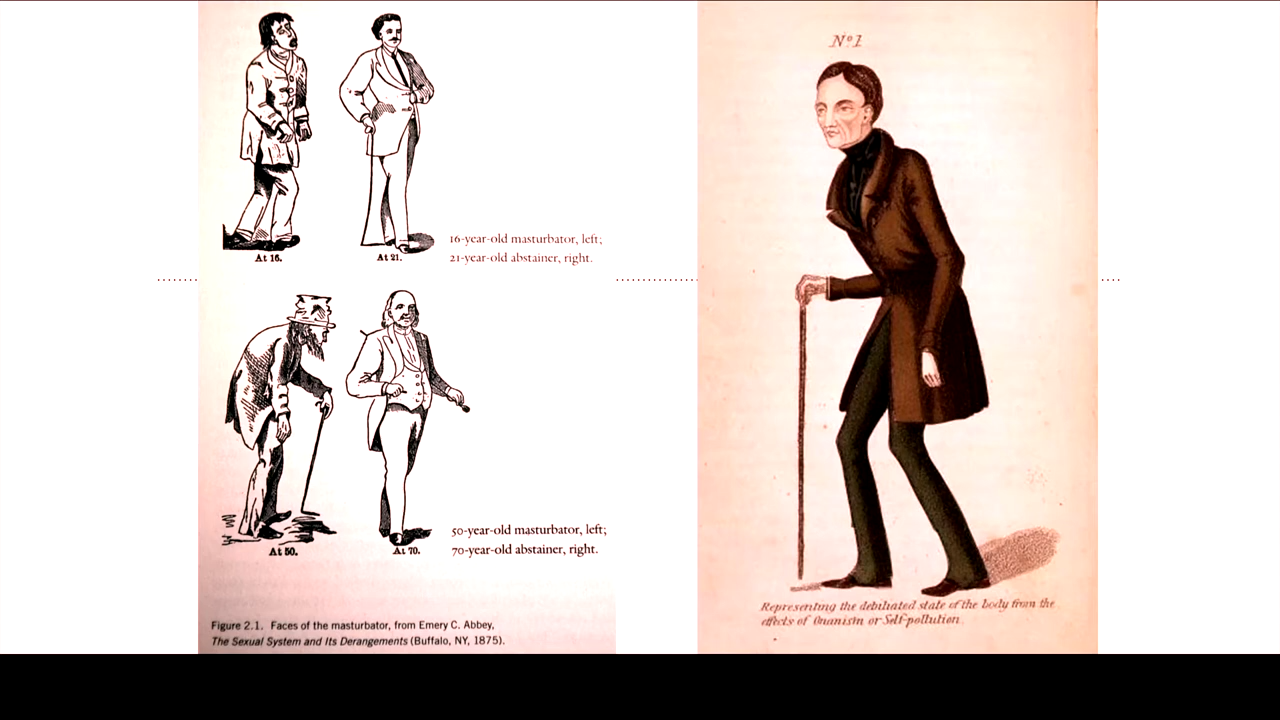 At 16.
At 21.
16-year-old masturbator, left;
21-year-old abstainer, right.
At 50.
At 70.
50-year-old masturbator, left;
70-year-old abstainer, right.
Figure 2.1. Faces of the masturbator, from Emery C. Abbey,
The Sexual System and Its Derangements (Buffalo, NY, 1875).
No 1
Representing the debilitated state of the body from the
effects of Onanism or Self-pollution.